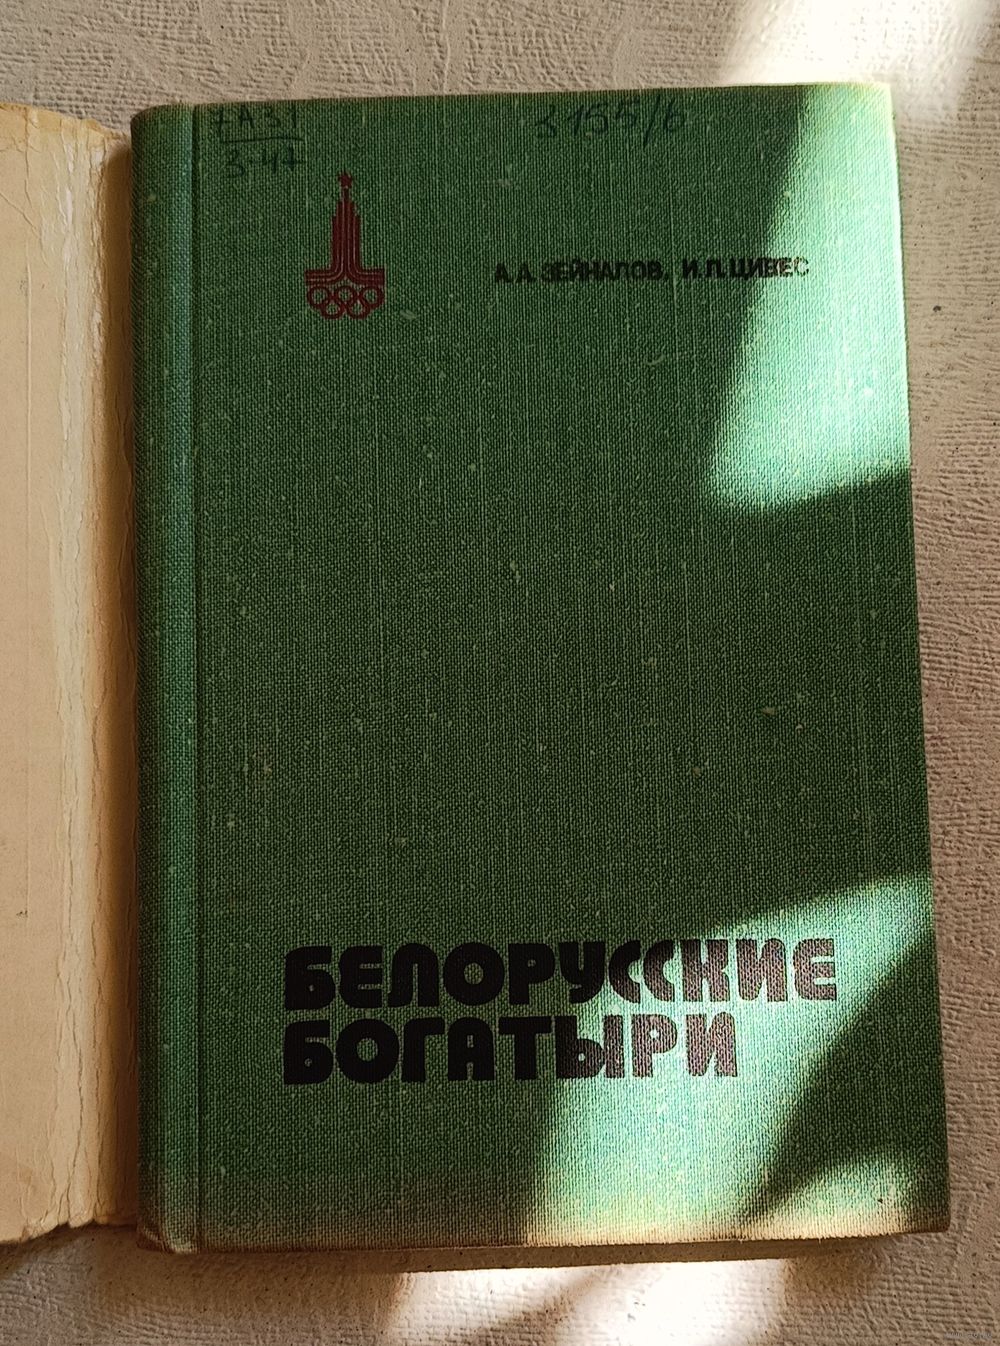 7А31
З-47
3155/6
А.А.ЗЕЙНАЛОВ, И.Л.ЦИВЕС
БЕЛОРУССКИЕ
БОГАТЫРИ